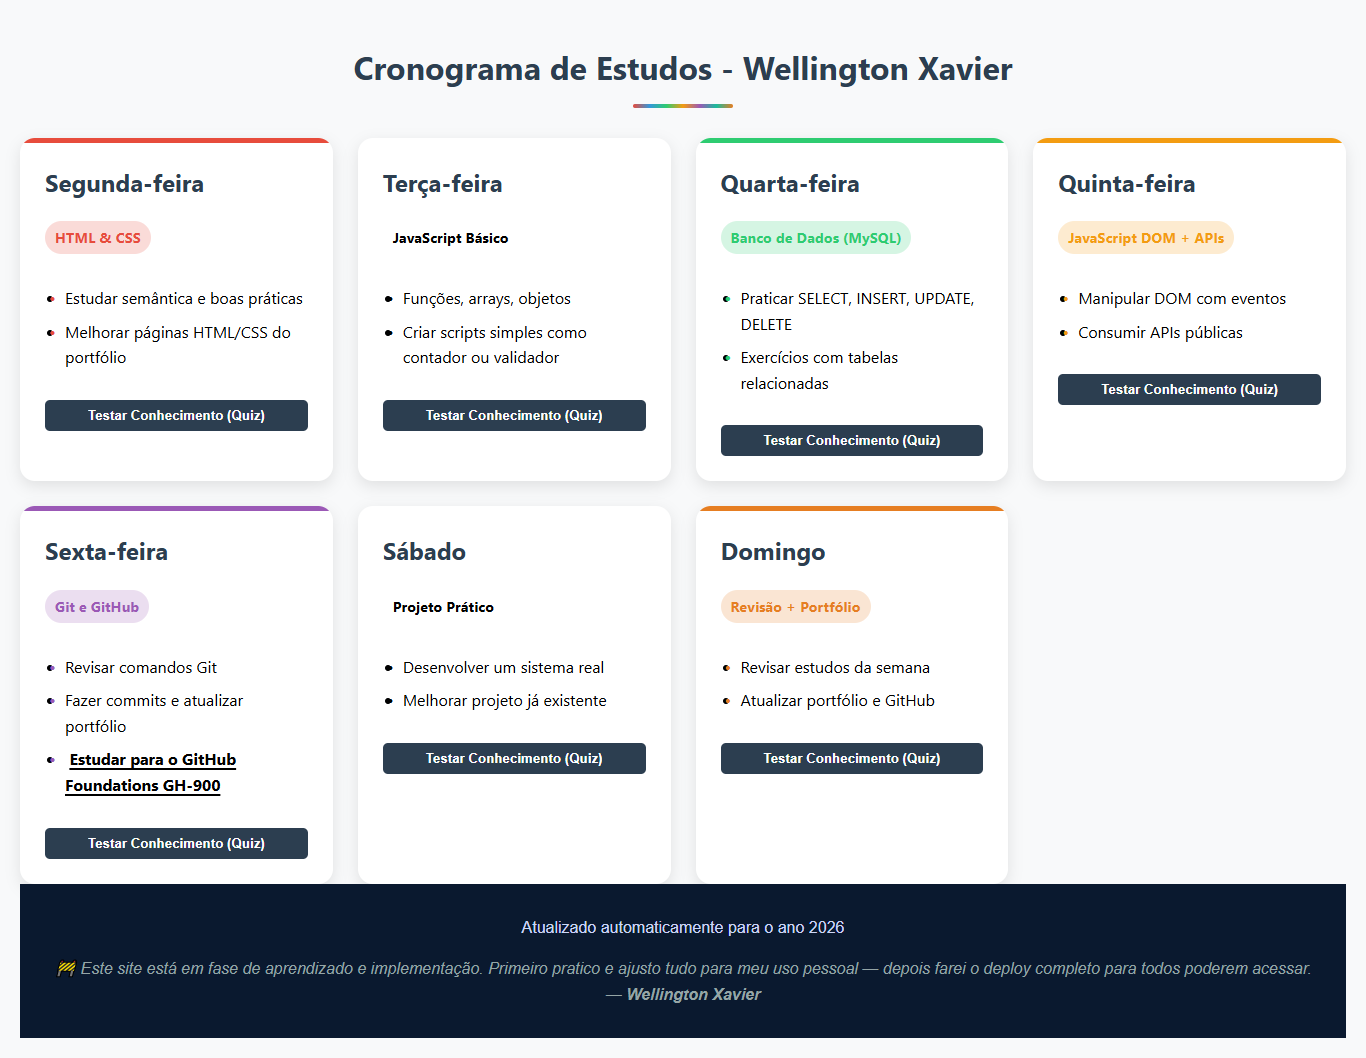 Cronograma de Estudos - Wellington Xavier
Segunda-feira
HTML & CSS
Estudar semântica e boas práticas
Melhorar páginas HTML/CSS do
portfólio
Testar Conhecimento (Quiz)
Terça-feira
JavaScript Básico
Funções, arrays, objetos
Criar scripts simples como
contador ou validador
Testar Conhecimento (Quiz)
Quarta-feira
Banco de Dados (MySQL)
Praticar SELECT, INSERT, UPDATE,
DELETE
Exercícios com tabelas
relacionadas
Testar Conhecimento (Quiz)
Quinta-feira
JavaScript DOM + APIs
Manipular DOM com eventos
Consumir APIs públicas
Testar Conhecimento (Quiz)
Sexta-feira
Git e GitHub
Revisar comandos Git
Fazer commits e atualizar
portfólio
Estudar para o GitHub
Foundations GH-900
Testar Conhecimento (Quiz)
Sábado
Projeto Prático
Desenvolver um sistema real
Melhorar projeto já existente
Testar Conhecimento (Quiz)
Domingo
Revisão + Portfólio
Revisar estudos da semana
Atualizar portfólio e GitHub
Testar Conhecimento (Quiz)
Atualizado automaticamente para o ano 2026
🚧 Este site está em fase de aprendizado e implementação. Primeiro pratico e ajusto tudo para meu uso pessoal — depois farei o deploy completo para todos poderem acessar.
— Wellington Xavier